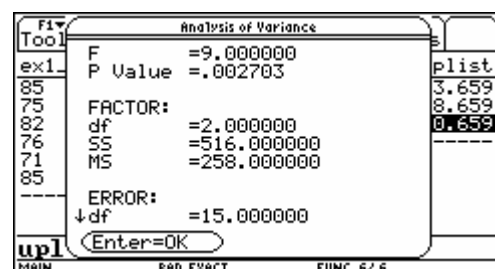 F1▾
Tool
Analysis of Variance
F =9.000000
P Value =.002703
FACTOR:
df =2.000000
SS =516.000000
MS =258.000000
ERROR:
↓df =15.000000
Enter=OK
ex1
85
75
82
76
71
85
-----
plist
3.659
8.659
0.659
-----
upl
MAIN RAD EXACT FUNC 6/6